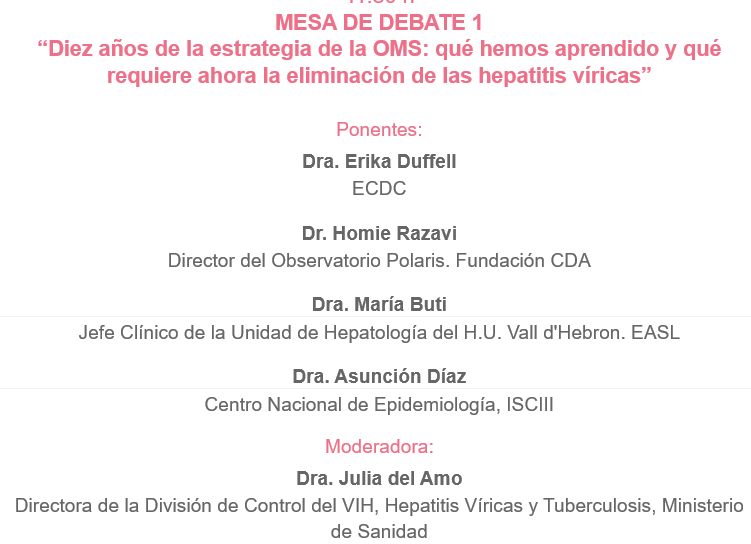 MESA DE DEBATE 1
“Diez años de la estrategia de la OMS: qué hemos aprendido y qué
requiere ahora la eliminación de las hepatitis víricas”
Ponentes:
Dra. Erika Duffell
ECDC
Dr. Homie Razavi
Director del Observatorio Polaris. Fundación CDA
Dra. María Buti
Jefe Clínico de la Unidad de Hepatología del H.U. Vall d'Hebron. EASL
Dra. Asunción Díaz
Centro Nacional de Epidemiología, ISCIII
Moderadora:
Dra. Julia del Amo
Directora de la División de Control del VIH, Hepatitis Víricas y Tuberculosis, Ministerio
de Sanidad